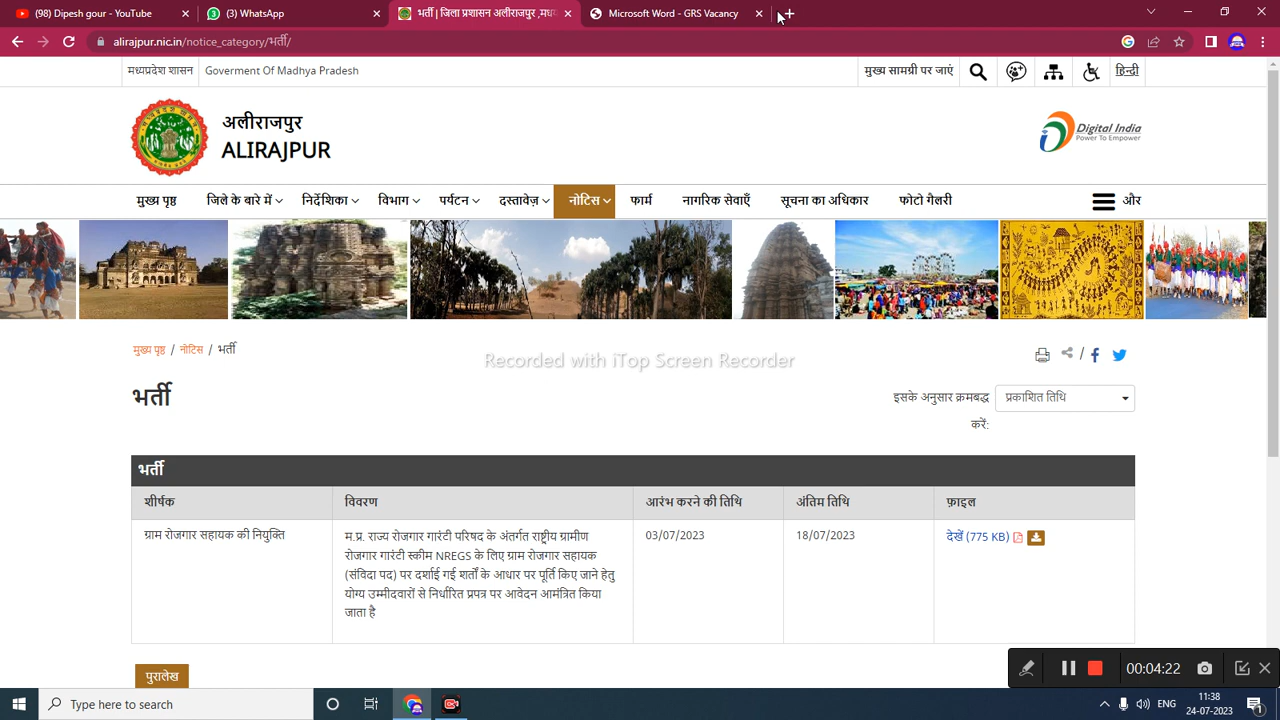 (98) Dipesh gour - YouTube
(3) WhatsApp
भर्ती | जिला प्रशासन अलीराजपुर ,मध्य
Microsoft Word - GRS Vacancy
alirajpur.nic.in/notice_category/भर्ती/
मध्यप्रदेश शासन
Goverment Of Madhya Pradesh
मुख्य सामग्री पर जाएं
हिन्दी
अलीराजपुर
ALIRAJPUR
Digital India
Power To Empower
मुख्य पृष्ठ
जिले के बारे में
निर्देशिका
विभाग
पर्यटन
दस्तावेज़
नोटिस
फार्म
नागरिक सेवाएँ
सूचना का अधिकार
फोटो गैलरी
और
मुख्य पृष्ठ / नोटिस / भर्ती
Recorded with iTop Screen Recorder
भर्ती
इसके अनुसार क्रमबद्ध
करें:
प्रकाशित तिथि
भर्ती
शीर्षक
विवरण
आरंभ करने की तिथि
अंतिम तिथि
फ़ाइल
ग्राम रोजगार सहायक की नियुक्ति
म.प्र. राज्य रोजगार गारंटी परिषद के अंतर्गत राष्ट्रीय ग्रामीण
रोजगार गारंटी स्कीम NREGS के लिए ग्राम रोजगार सहायक
(संविदा पद) पर दर्शाई गई शर्तों के आधार पर पूर्ति किए जाने हेतु
योग्य उम्मीदवारों से निर्धारित प्रपत्र पर आवेदन आमंत्रित किया
जाता है
03/07/2023
18/07/2023
देखें (775 KB)
पुरालेख
00:04:22
Type here to search
ENG
11:38
24-07-2023
1